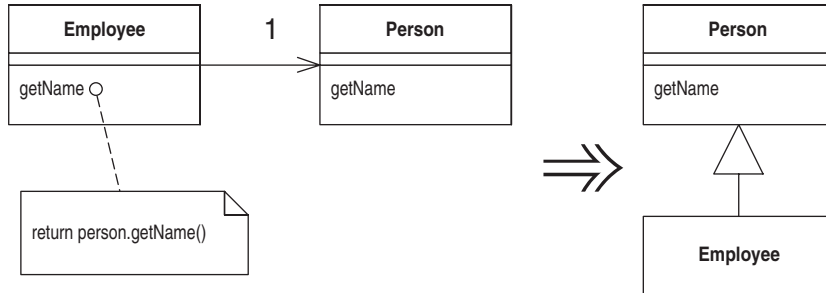 Employee
1
Person
Person
getName
getName
getName
return person.getName()
Employee